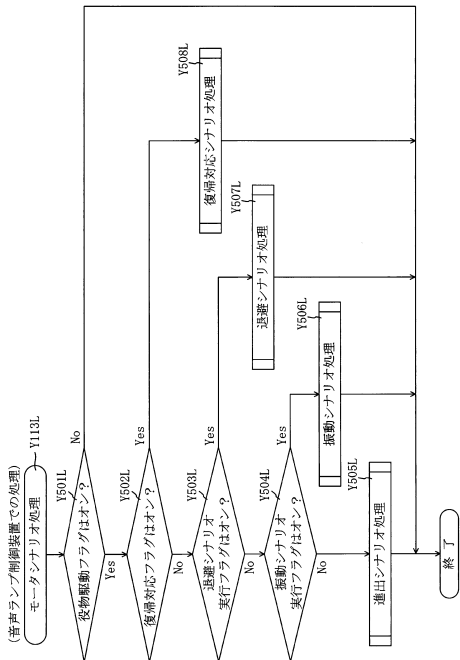 (音声ランプ制御装置での処理)
モータシナリオ処理
Y113L
Y501L
役物駆動フラグはオン?
No
Yes
Y502L
復帰対応フラグはオン?
Yes
No
Y508L
復帰対応シナリオ処理
Y503L
退避シナリオ
実行フラグはオン?
Yes
No
Y507L
退避シナリオ処理
Y504L
振動シナリオ
実行フラグはオン?
Yes
No
Y506L
振動シナリオ処理
Y505L
進出シナリオ処理
終了